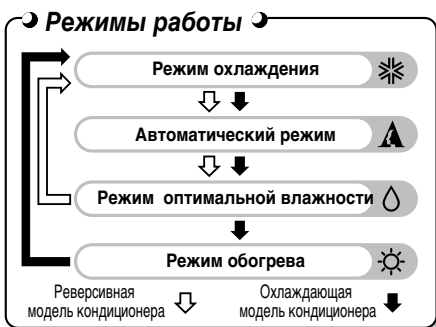 Режимы работы
Режим охлаждения
Автоматический режим
Режим оптимальной влажности
Режим обогрева
Реверсивная
модель кондиционера
Охлаждающая
модель кондиционера